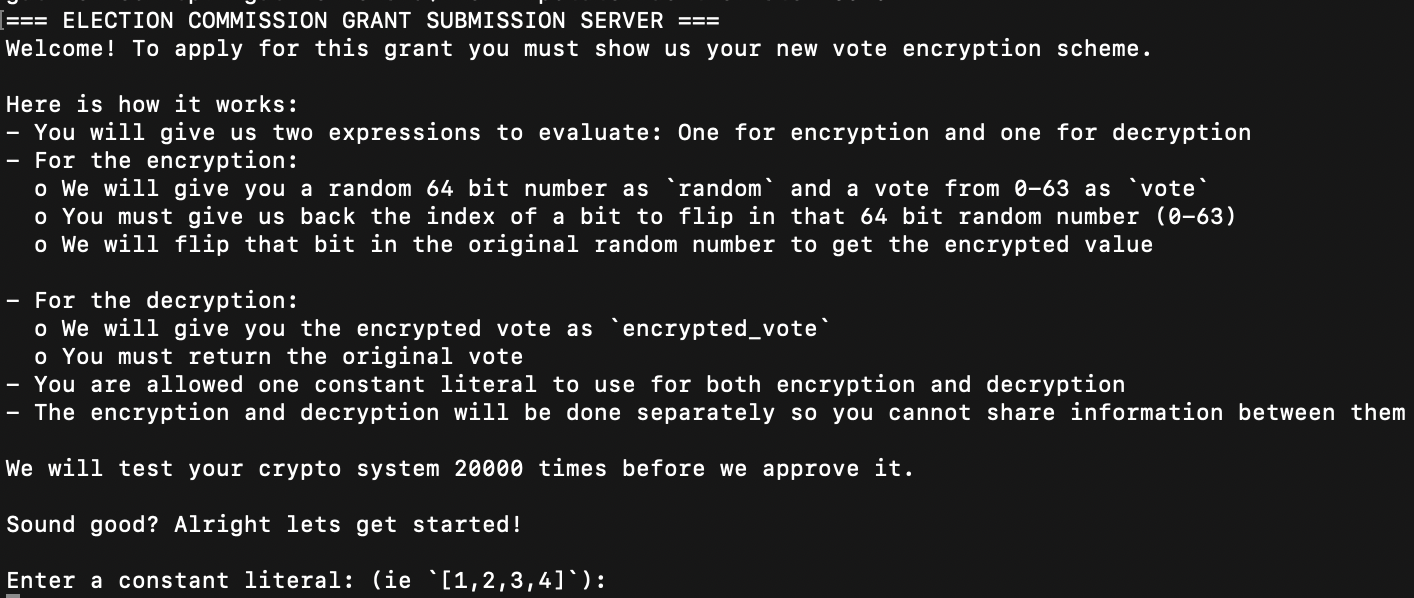 === ELECTION COMMISSION GRANT SUBMISSION SERVER ===
Welcome! To apply for this grant you must show us your new vote encryption scheme.
Here is how it works:
– You will give us two expressions to evaluate: One for encryption and one for decryption
– For the encryption:
o We will give you a random 64 bit number as `random` and a vote from 0–63 as `vote`
o You must give us back the index of a bit to flip in that 64 bit random number (0–63)
o We will flip that bit in the original random number to get the encrypted value
– For the decryption:
o We will give you the encrypted vote as `encrypted_vote`
o You must return the original vote
– You are allowed one constant literal to use for both encryption and decryption
– The encryption and decryption will be done separately so you cannot share information between them
We will test your crypto system 20000 times before we approve it.
Sound good? Alright lets get started!
Enter a constant literal: (ie `[1,2,3,4]`):